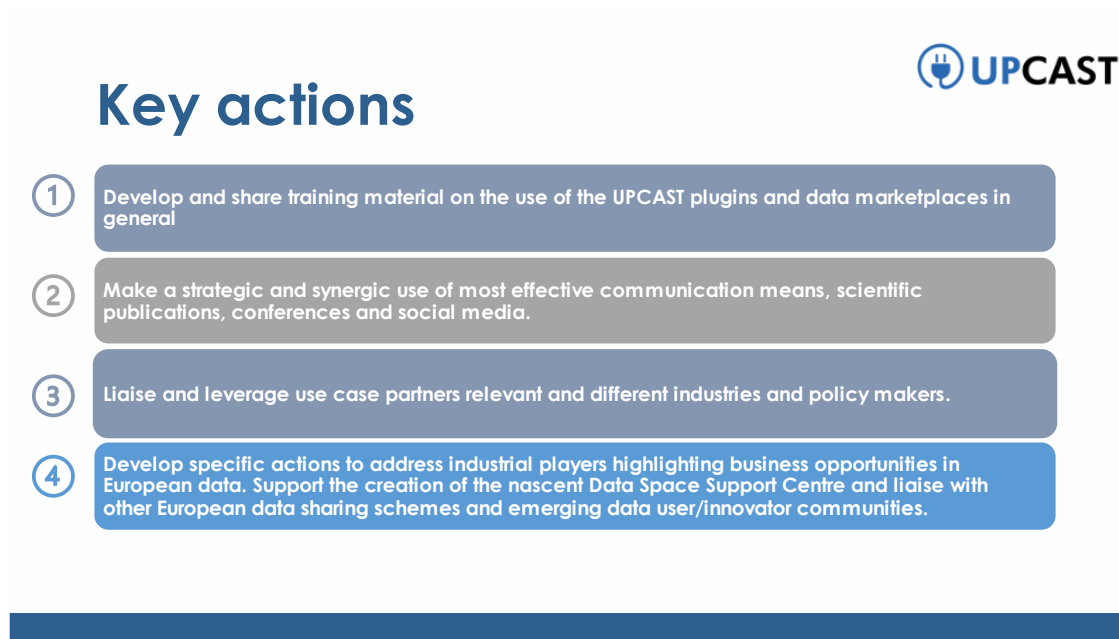 UPCAST
Key actions
1
Develop and share training material on the use of the UPCAST plugins and data marketplaces in
general
2
Make a strategic and synergic use of most effective communication means, scientific
publications, conferences and social media.
3
Liaise and leverage use case partners relevant and different industries and policy makers.
4
Develop specific actions to address industrial players highlighting business opportunities in
European data. Support the creation of the nascent Data Space Support Centre and liaise with
other European data sharing schemes and emerging data user/innovator communities.